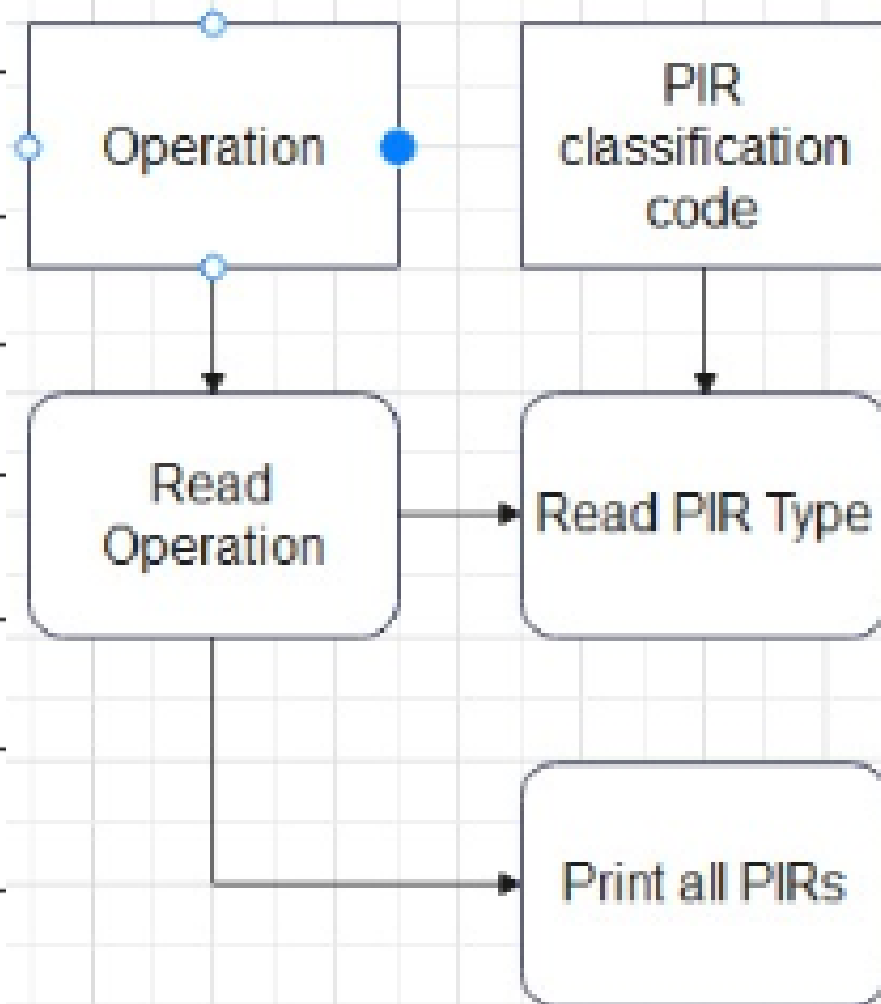 Operation
PIR
classification
code
Read
Operation
Read PIR Type
Print all PIRs